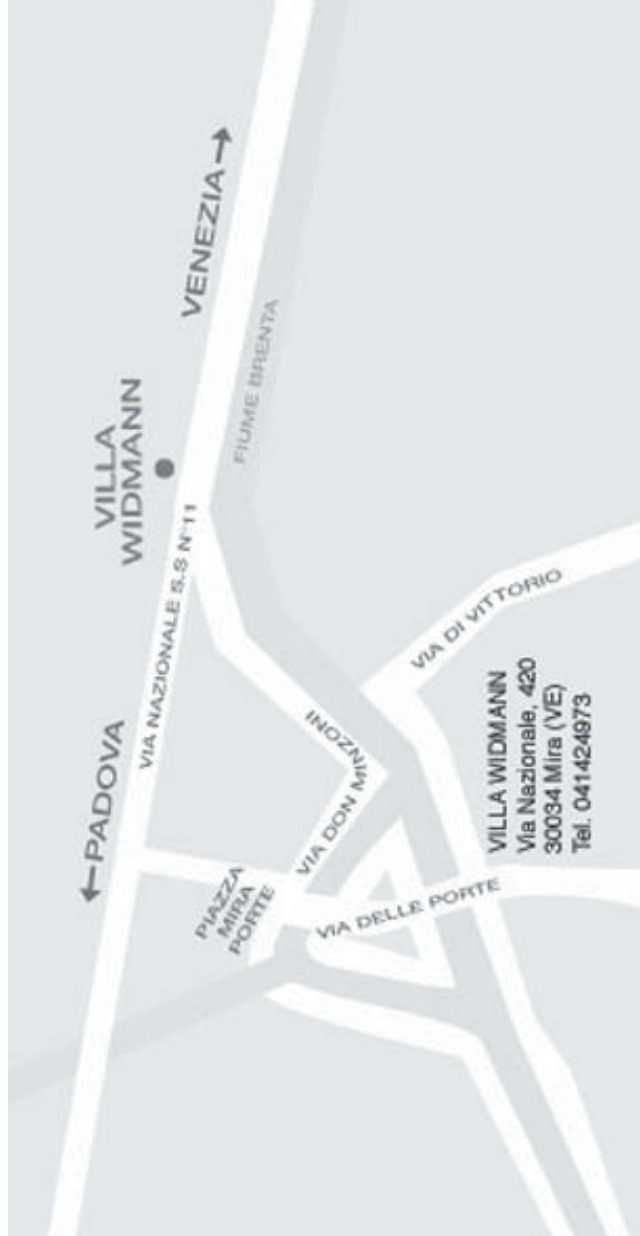 ←PADOVA
VILLA
WIDMANN
VENEZIA→
VIA NAZIONALE S.S N°11
FIUME BRENTA
PIAZZA
MIRA
PORTE
VIA DON MINZONI
VIA DELLE PORTE
VIA DI VITTORIO
VILLA WIDMANN
Via Nazionale, 420
30034 Mira (VE)
Tel. 041424973